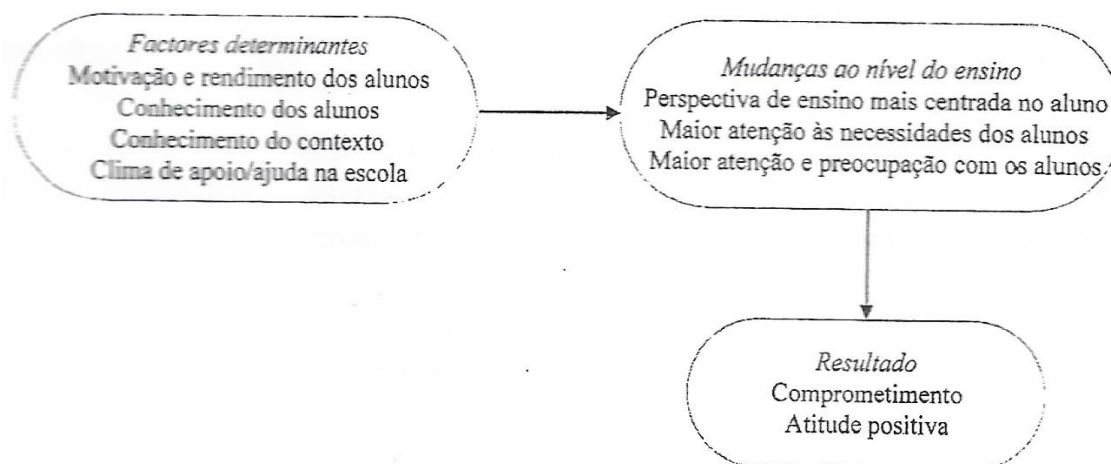 Factores determinantes
Motivação e rendimento dos alunos
Conhecimento dos alunos
Conhecimento do contexto
Clima de apoio/ajuda na escola
Mudanças ao nível do ensino
Perspectiva de ensino mais centrada no aluno
Maior atenção às necessidades dos alunos
Maior atenção e preocupação com os alunos
Resultado
Comprometimento
Atitude positiva